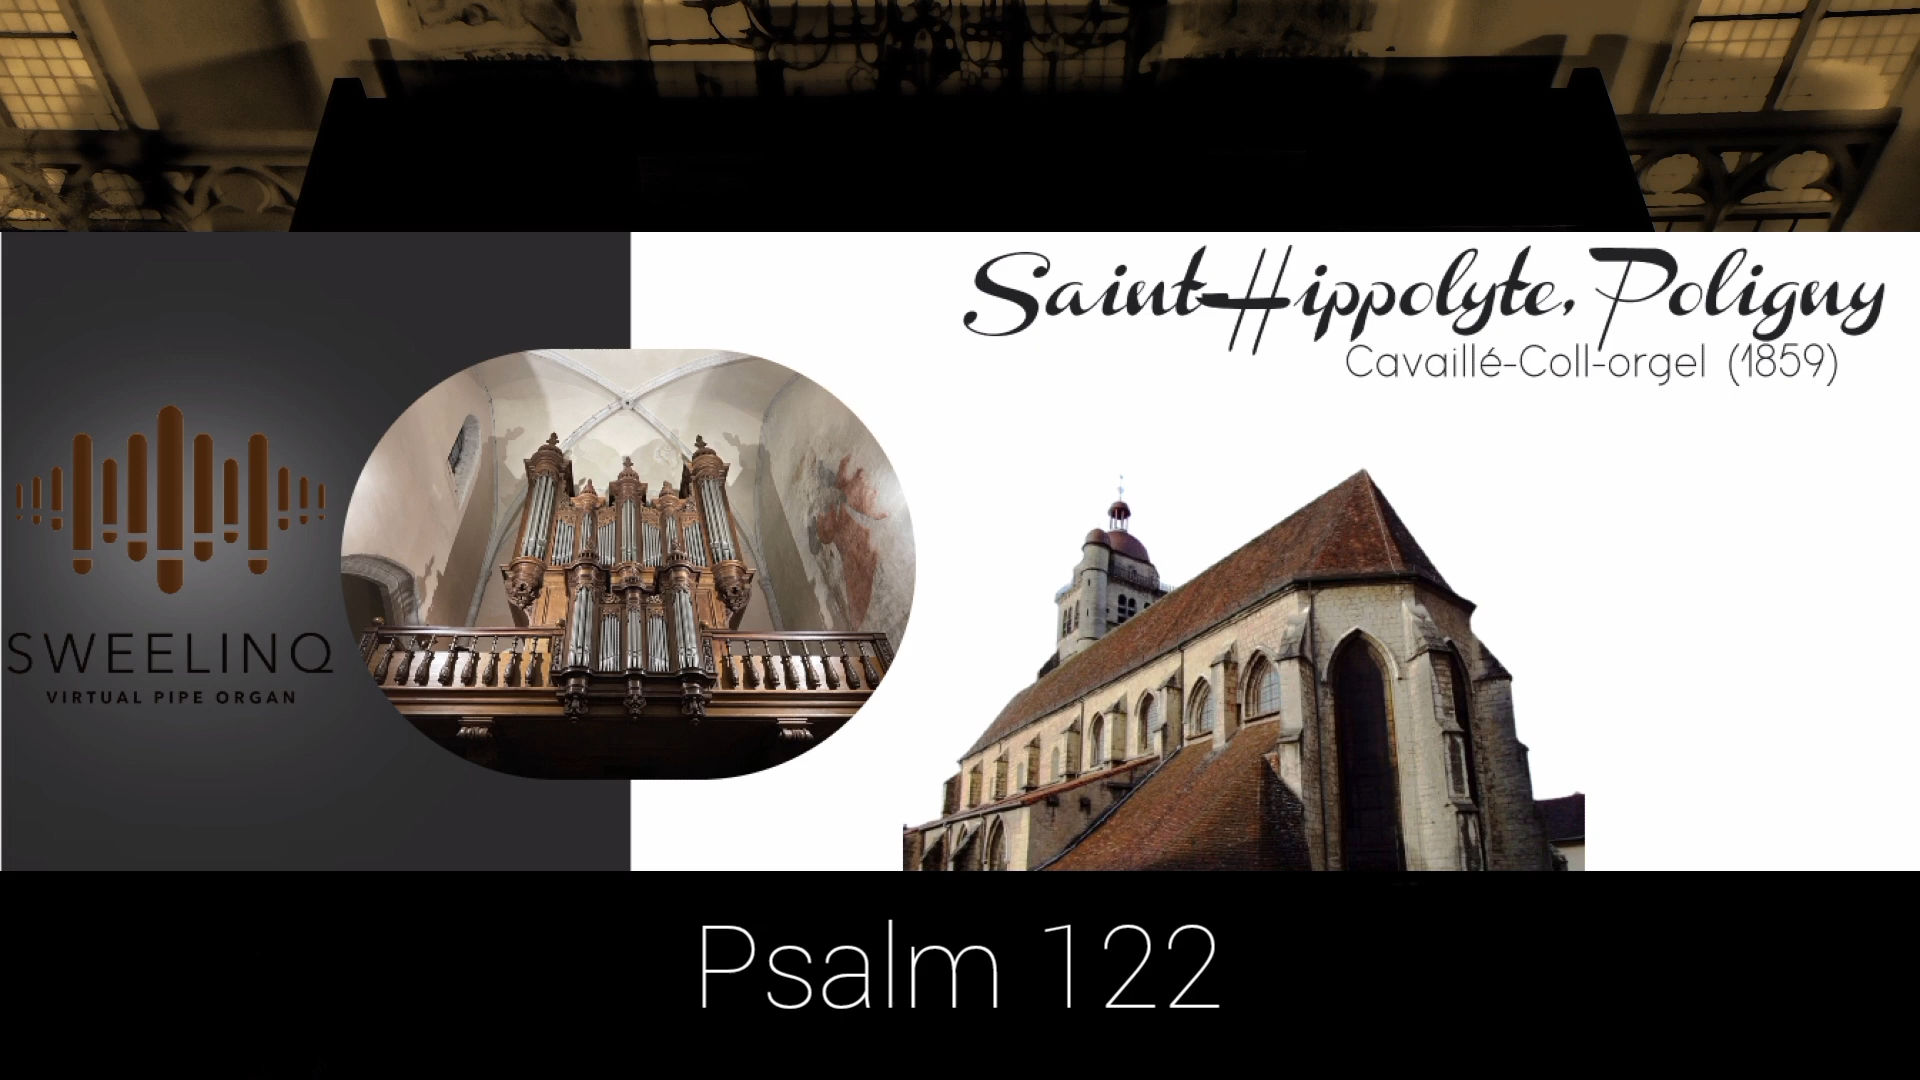 Saint-Hippolyte, Poligny
Cavaillé-Coll-orgel (1859)
SWEELINQ
VIRTUAL PIPE ORGAN
Psalm 122